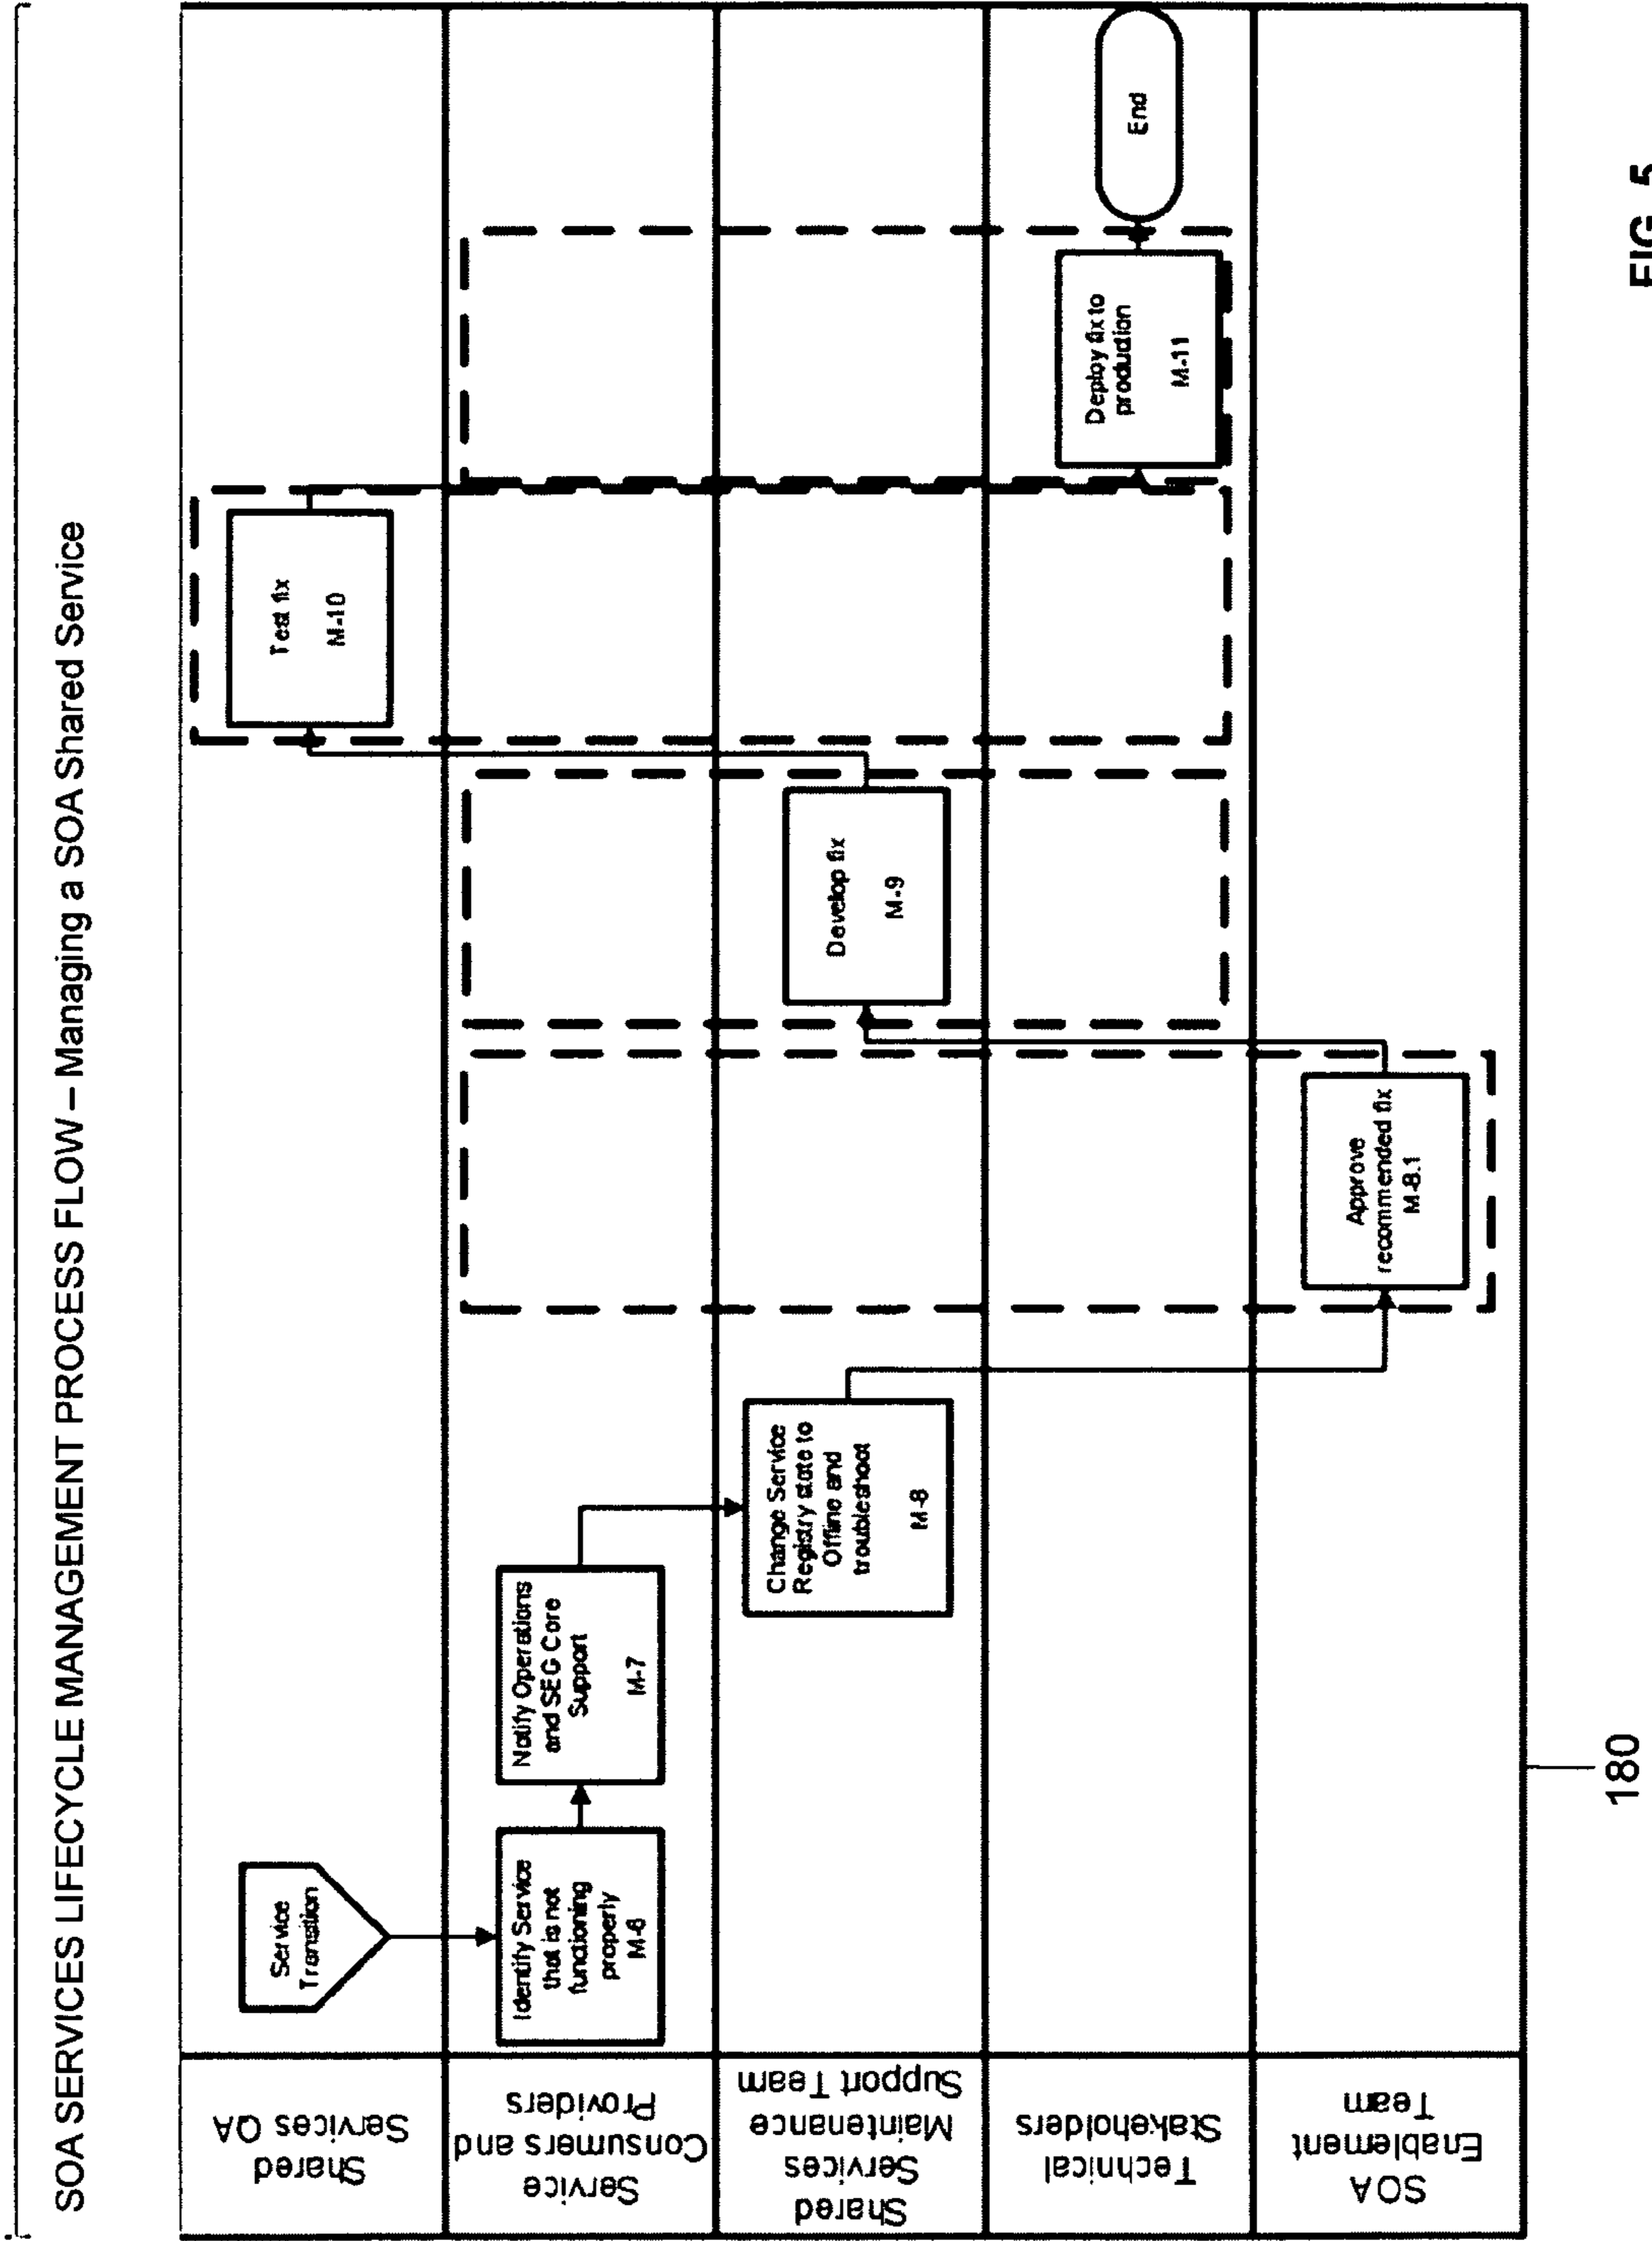 SOA SERVICES LIFECYCLE MANAGEMENT PROCESS FLOW – Managing a SOA Shared Service
Shared
Services QA
Service
Transition
Test fix
M-10
Service
Consumers and
Providers
Identify Service
that is not
functioning
properly
M-6
Notify Operations
and SEG Core
Support
M-7
Shared
Services
Maintenance
Support Team
Change Service
Registry state to
Offline and
troubleshoot
M-8
Develop fix
M-9
Technical
Stakeholders
Deploy fix to
production
M-11
End
SOA
Enablement
Team
Approve
recommended fix
M-8.1
180
FIG. 5